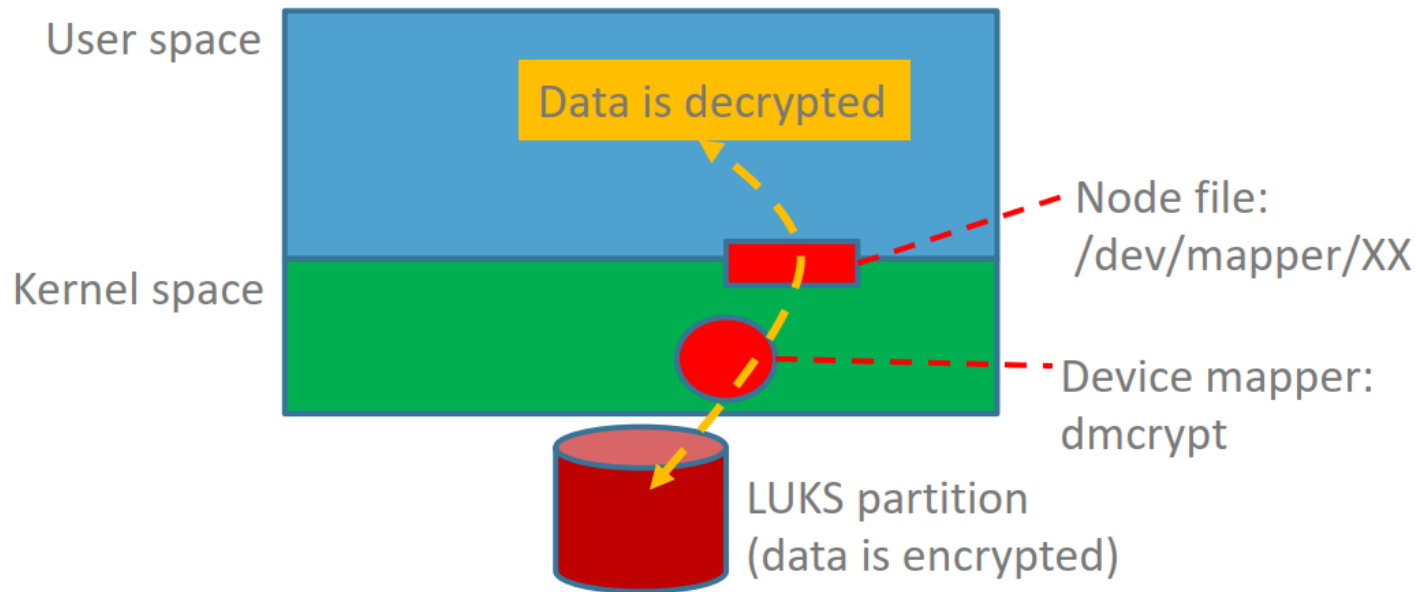 User space
Data is decrypted
Node file:
/dev/mapper/XX
Kernel space
Device mapper:
dmcrypt
LUKS partition
(data is encrypted)